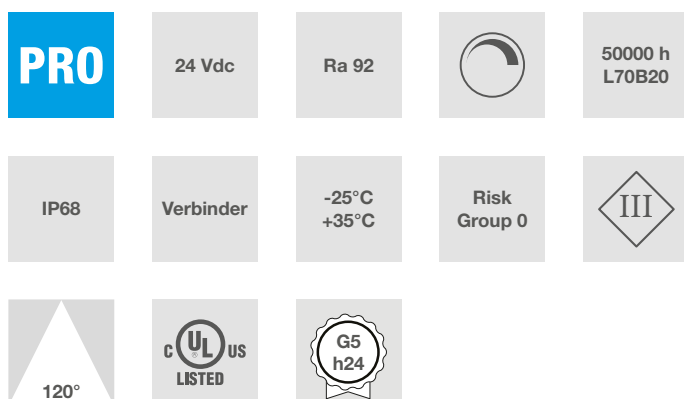 PRO
24 Vdc
Ra 92
50000 h
L70B20
IP68
Verbinder
-25°C
+35°C
Risk
Group 0
III
120°
C UL US
®
LISTED
G5
h24